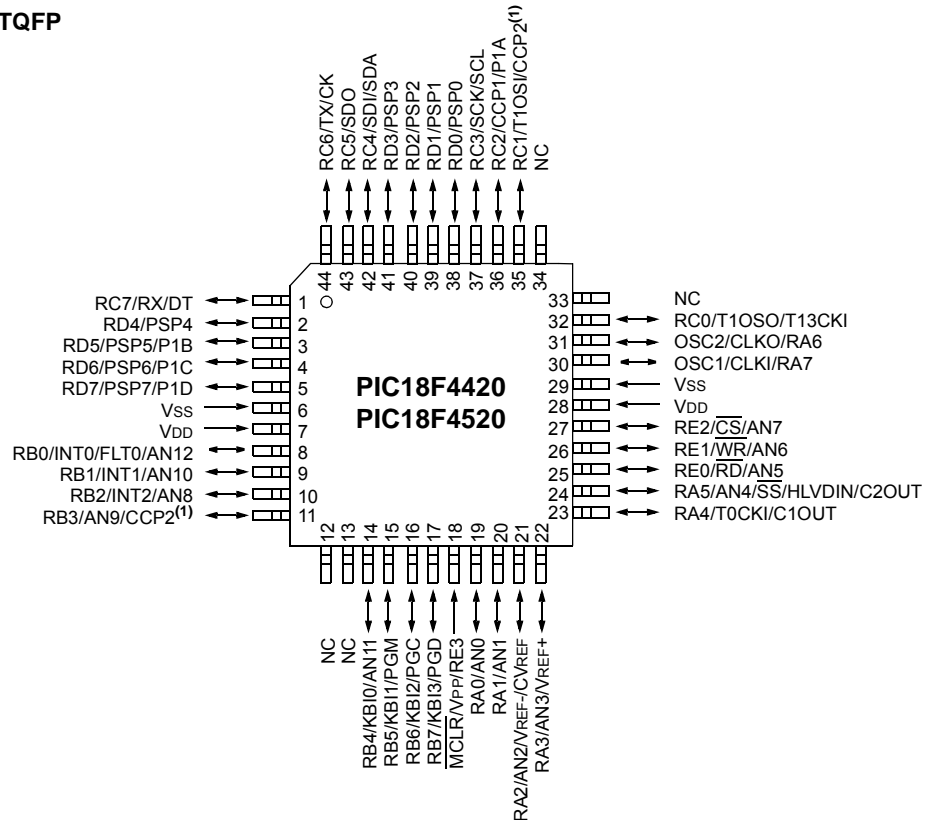 TQFP
RC6/TX/CK
RC5/SDO
RC4/SDI/SDA
RD3/PSP3
RD2/PSP2
RD1/PSP1
RD0/PSP0
RC3/SCK/SCL
RC2/CCP1/P1A
RC1/T1OSI/CCP2(1)
NC
44
43
42
41
40
39
38
37
36
35
34
RC7/RX/DT
RD4/PSP4
RD5/PSP5/P1B
RD6/PSP6/P1C
RD7/PSP7/P1D
VSS
VDD
RB0/INT0/FLT0/AN12
RB1/INT1/AN10
RB2/INT2/AN8
RB3/AN9/CCP2(1)
1
2
3
4
5
6
7
8
9
10
11
PIC18F4420
PIC18F4520
33
32
31
30
29
28
27
26
25
24
23
NC
RC0/T1OSO/T13CKI
OSC2/CLKO/RA6
OSC1/CLKI/RA7
VSS
VDD
RE2/CS/AN7
RE1/WR/AN6
RE0/RD/AN5
RA5/AN4/SS/HLVDIN/C2OUT
RA4/T0CKI/C1OUT
12
13
14
15
16
17
18
19
20
21
22
NC
NC
RB4/KBI0/AN11
RB5/KBI1/PGM
RB6/KBI2/PGC
RB7/KBI3/PGD
MCLR/VPP/RE3
RA0/AN0
RA1/AN1
RA2/AN2/VREF-/CVREF
RA3/AN3/VREF+